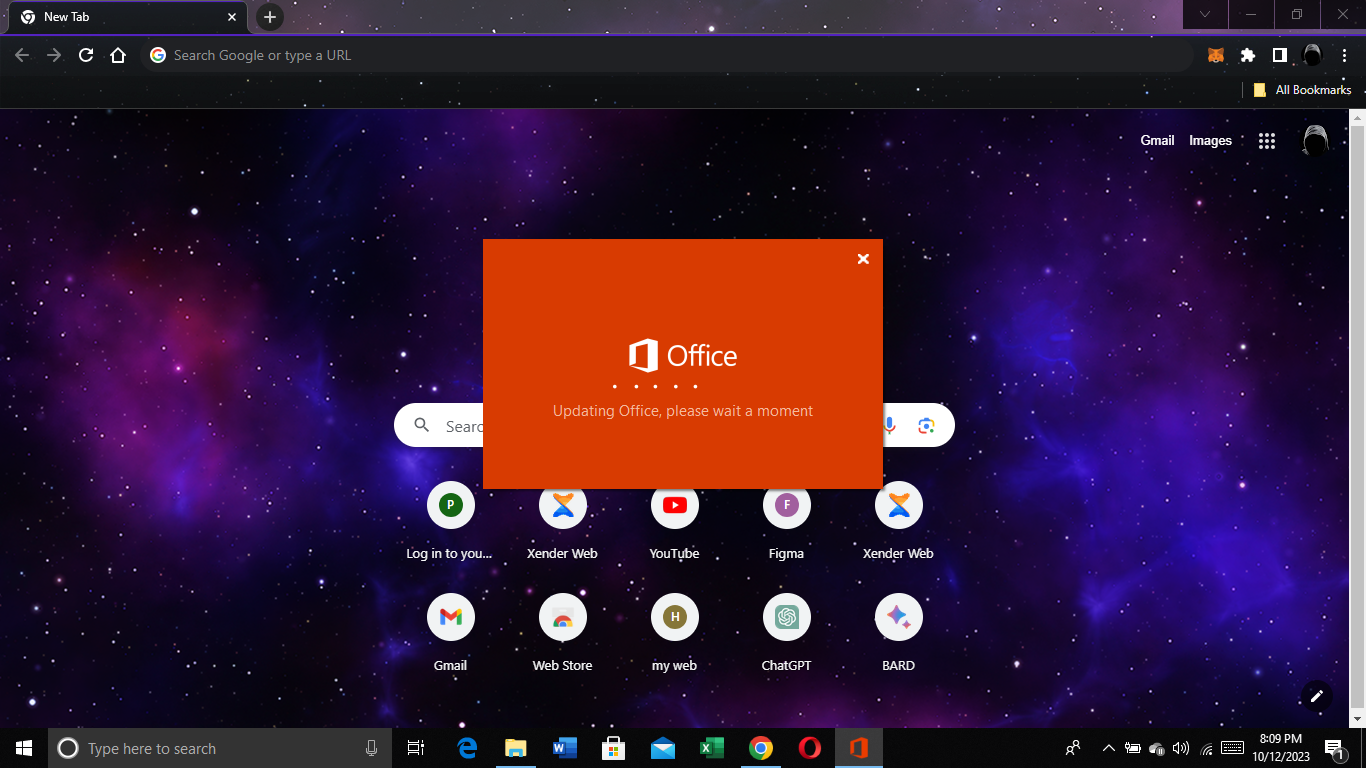 New Tab
Search Google or type a URL
All Bookmarks
Gmail
Images
Office
Updating Office, please wait a moment
Searc
P
F
Log in to you...
Xender Web
YouTube
Figma
Xender Web
H
Gmail
Web Store
my web
ChatGPT
BARD
Type here to search
8:09 PM
10/12/2023
1